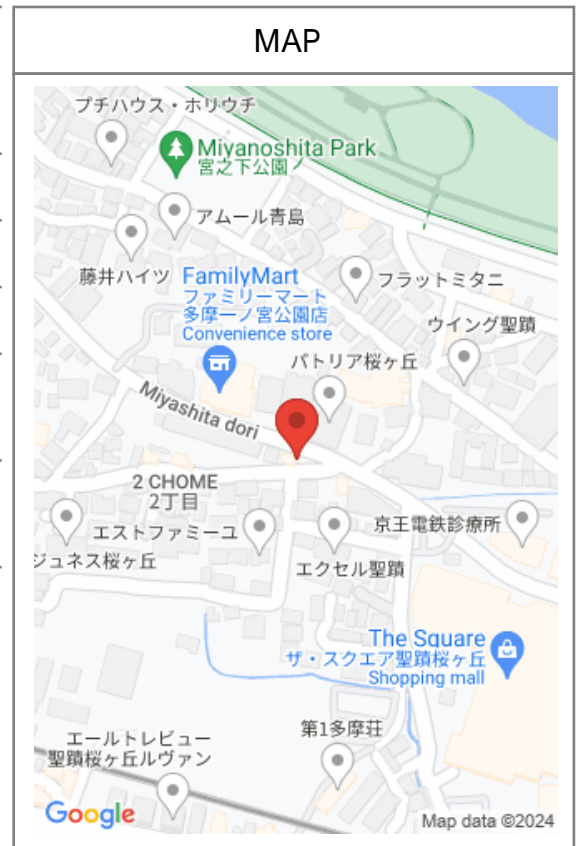 MAP
プチハウス・ホリウチ
Miyanoshita Park
宮之下公園
アムール青島
藤井ハイツ
FamilyMart
ファミリーマート
多摩一ノ宮公園店
Convenience store
フラットミタニ
ウイング聖蹟
パトリア桜ヶ丘
Miyashita dori
2 CHOME
2丁目
エストファミーユ
京王電鉄診療所
ジュネス桜ヶ丘
エクセル聖蹟
The Square
ザ・スクエア聖蹟桜ヶ丘
Shopping mall
第1多摩荘
エールトレビュー
聖蹟桜ヶ丘ルヴァン
Google
Map data ©2024